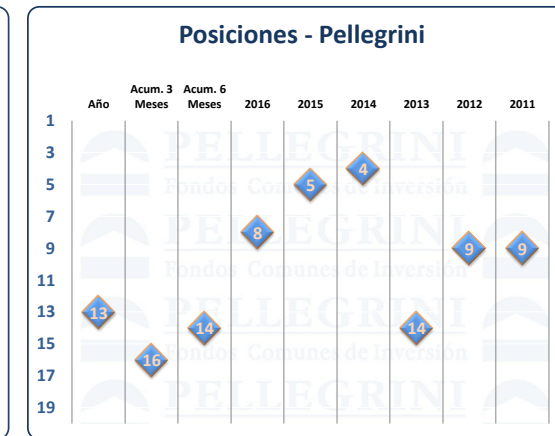 Posiciones - Pellegrini
Año Acum. 3 Meses Acum. 6 Meses 2016 2015 2014 2013 2012 2011
1
3
PELLEGRINI
4
5
5
Fondos Comunes de Inversión
7
PELLEGRINI
8
9
9 9
Fondos Comunes de Inversión
11
13
13
PELLEGRINI
14 14
15
Fondos Comunes de Inversión
16
17
PELLEGRINI
19